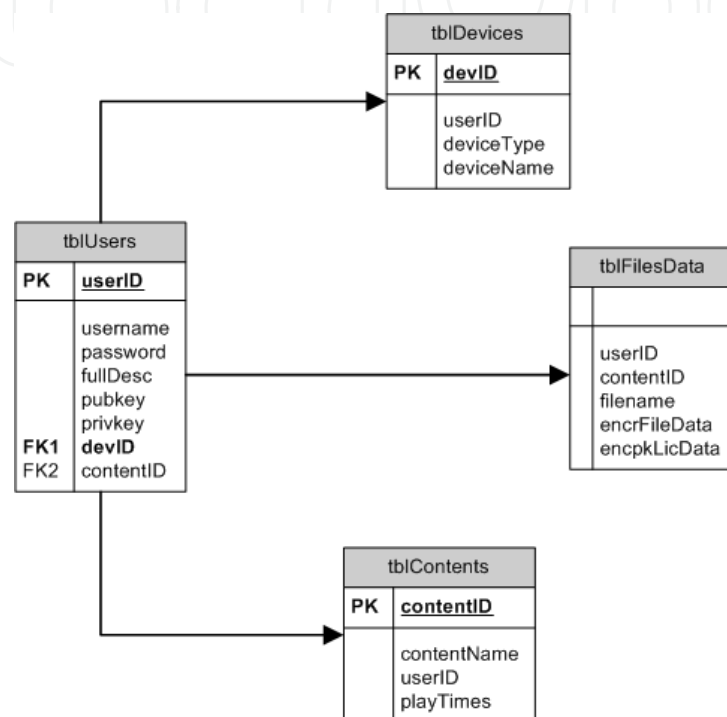 tblDevices
PK devID
userID
deviceType
deviceName
tblUsers
PK userID
username
password
fullDesc
pubkey
privkey
FK1 devID
FK2 contentID
tblFilesData
userID
contentID
filename
encrFileData
encpkLicData
tblContents
PK contentID
contentName
userID
playTimes